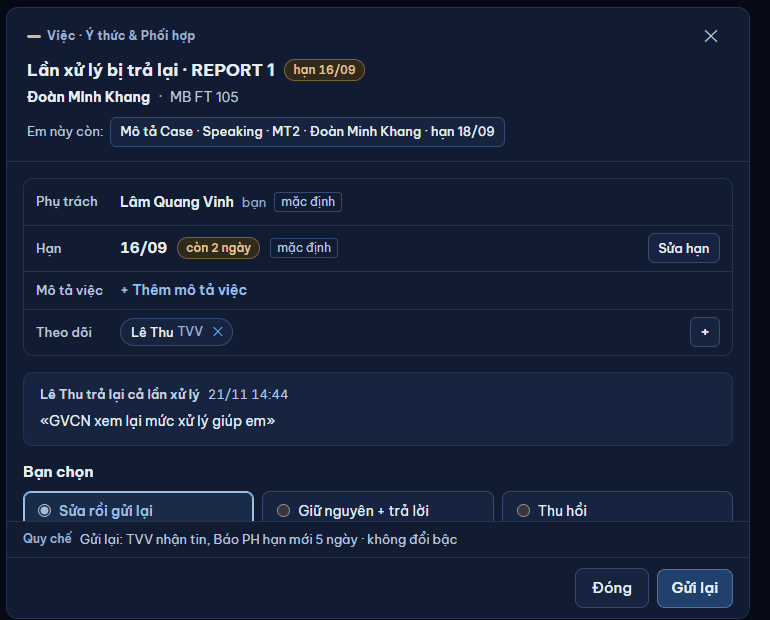 Việc · Ý thức & Phối hợp
Lần xử lý bị trả lại · REPORT 1 hạn 16/09
Đoàn Minh Khang · MB FT 105
Em này còn: Mô tả Case · Speaking · MT2 · Đoàn Minh Khang · hạn 18/09
Phụ trách Lâm Quang Vinh bạn mặc định
Hạn 16/09 còn 2 ngày mặc định Sửa hạn
Mô tả việc + Thêm mô tả việc
Theo dõi Lê Thu TVV × +
Lê Thu trả lại cả lần xử lý 21/11 14:44
«GVCN xem lại mức xử lý giúp em»
Bạn chọn
Sửa rồi gửi lại Giữ nguyên + trả lời Thu hồi
Quy chế Gửi lại: TVV nhận tin, Báo PH hạn mới 5 ngày · không đổi bậc
Đóng Gửi lại